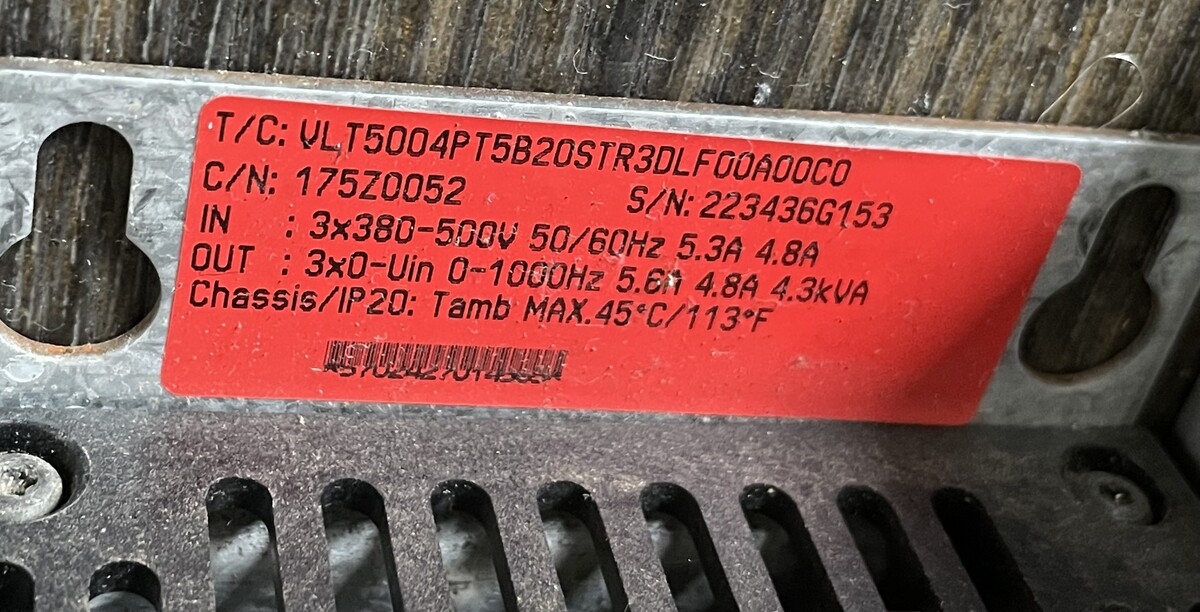 T/C: VLT5004PT5B20STR3DLF00A00C0
C/N: 175Z0052 S/N: 223436G153
IN : 3x380-500V 50/60Hz 5.3A 4.8A
OUT : 3x0-Uin 0-1000Hz 5.6A 4.8A 4.3kVA
Chassis/IP20: Tamb MAX.45°C/113°F